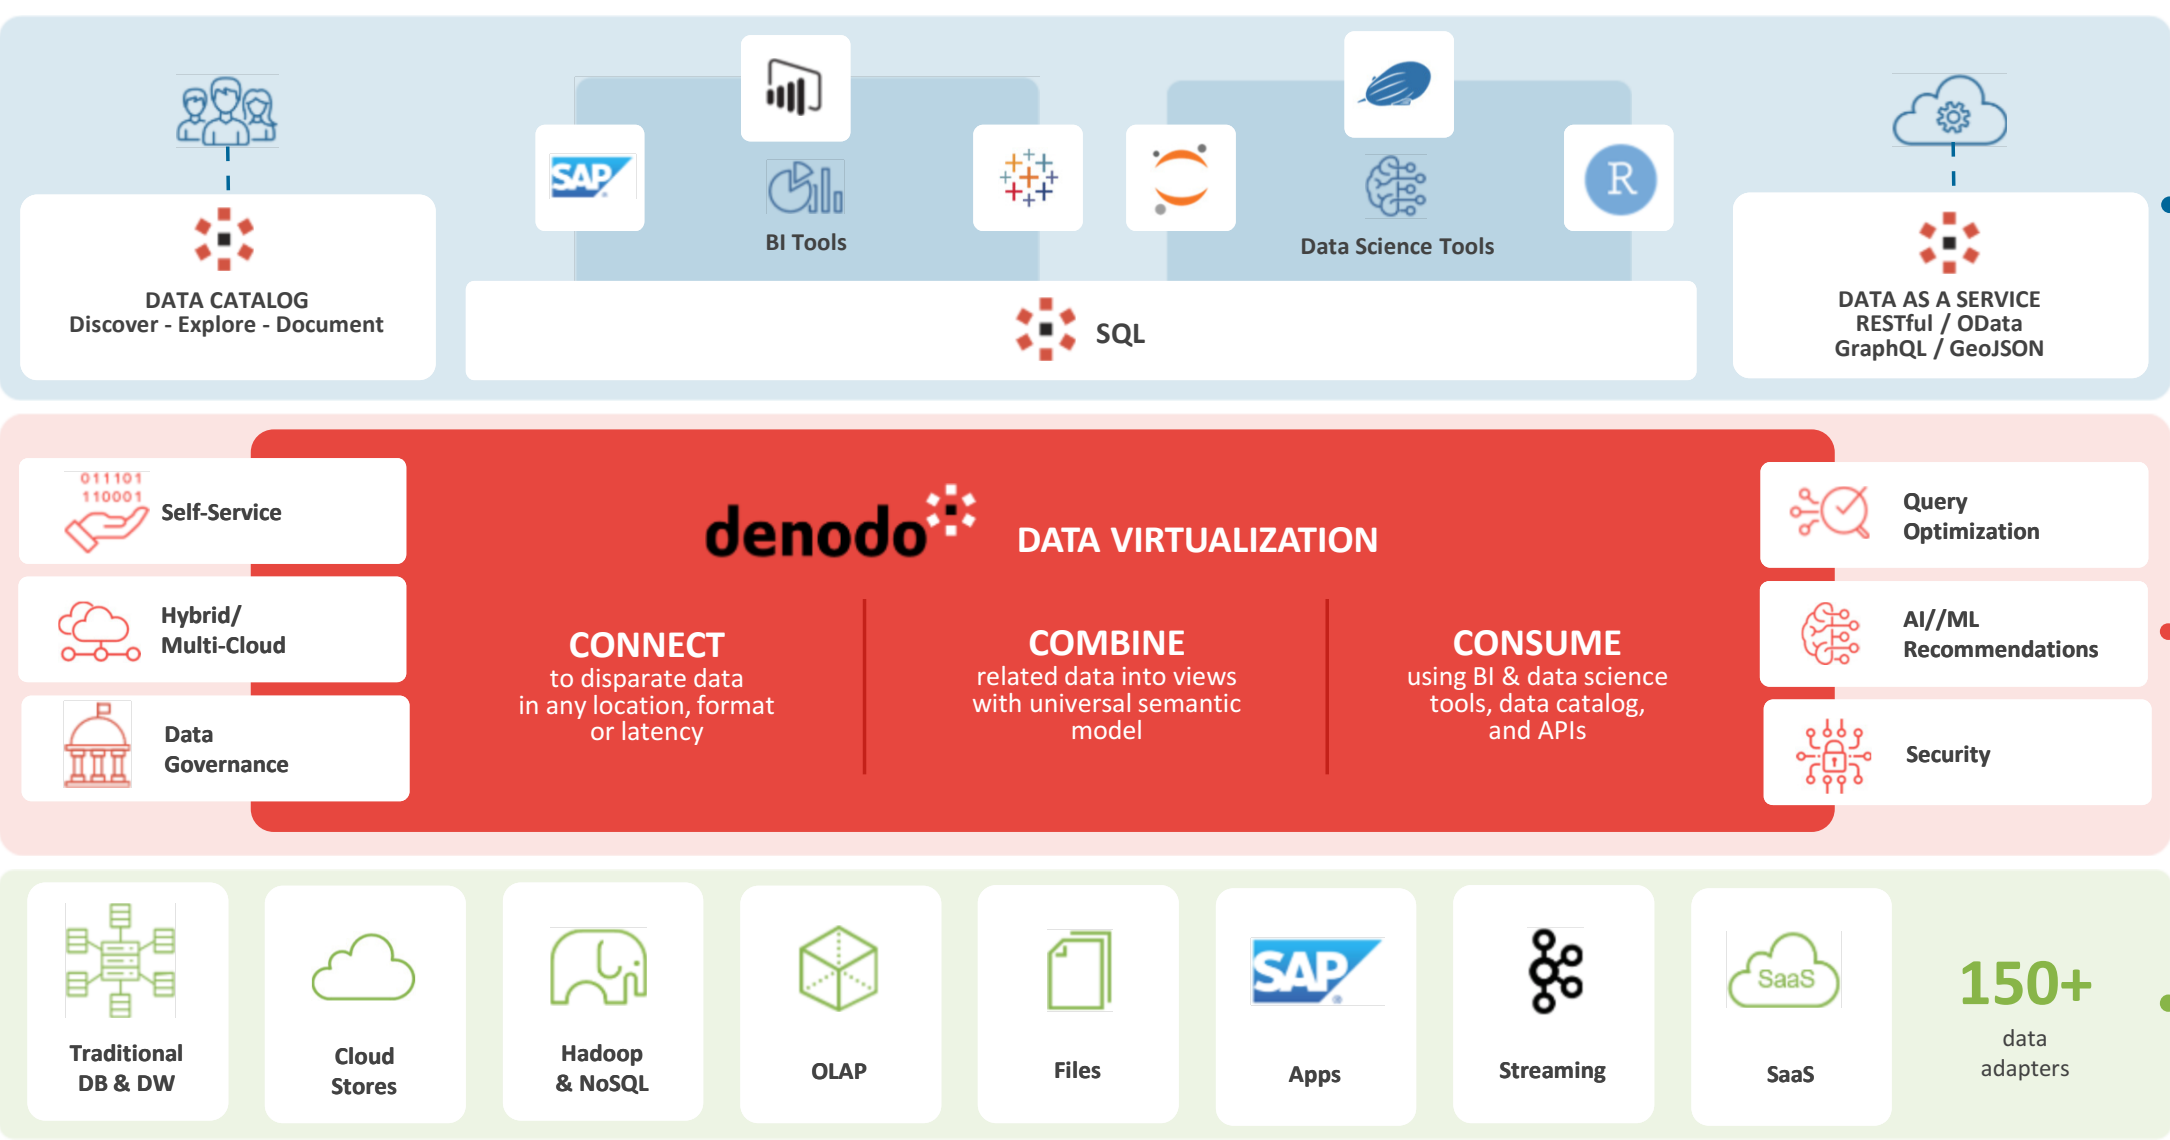 SAP
BI Tools
Data Science Tools
R
DATA CATALOG
Discover - Explore - Document
SQL
DATA AS A SERVICE
RESTful / OData
GraphQL / GeoJSON
011101
110001
Self-Service
Hybrid/
Multi-Cloud
Data
Governance
denodo
DATA VIRTUALIZATION
CONNECT
to disparate data
in any location, format
or latency
COMBINE
related data into views
with universal semantic
model
CONSUME
using BI & data science
tools, data catalog,
and APIs
Query
Optimization
AI//ML
Recommendations
Security
Traditional
DB & DW
Cloud
Stores
Hadoop
& NoSQL
OLAP
Files
SAP
Apps
Streaming
SaaS
SaaS
150+
data
adapters